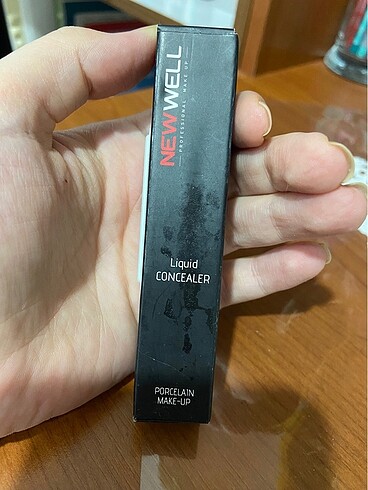 NEWWELL
PROFESSIONAL MAKE UP
Liquid
CONCEALER
PORCELAIN
MAKE-UP